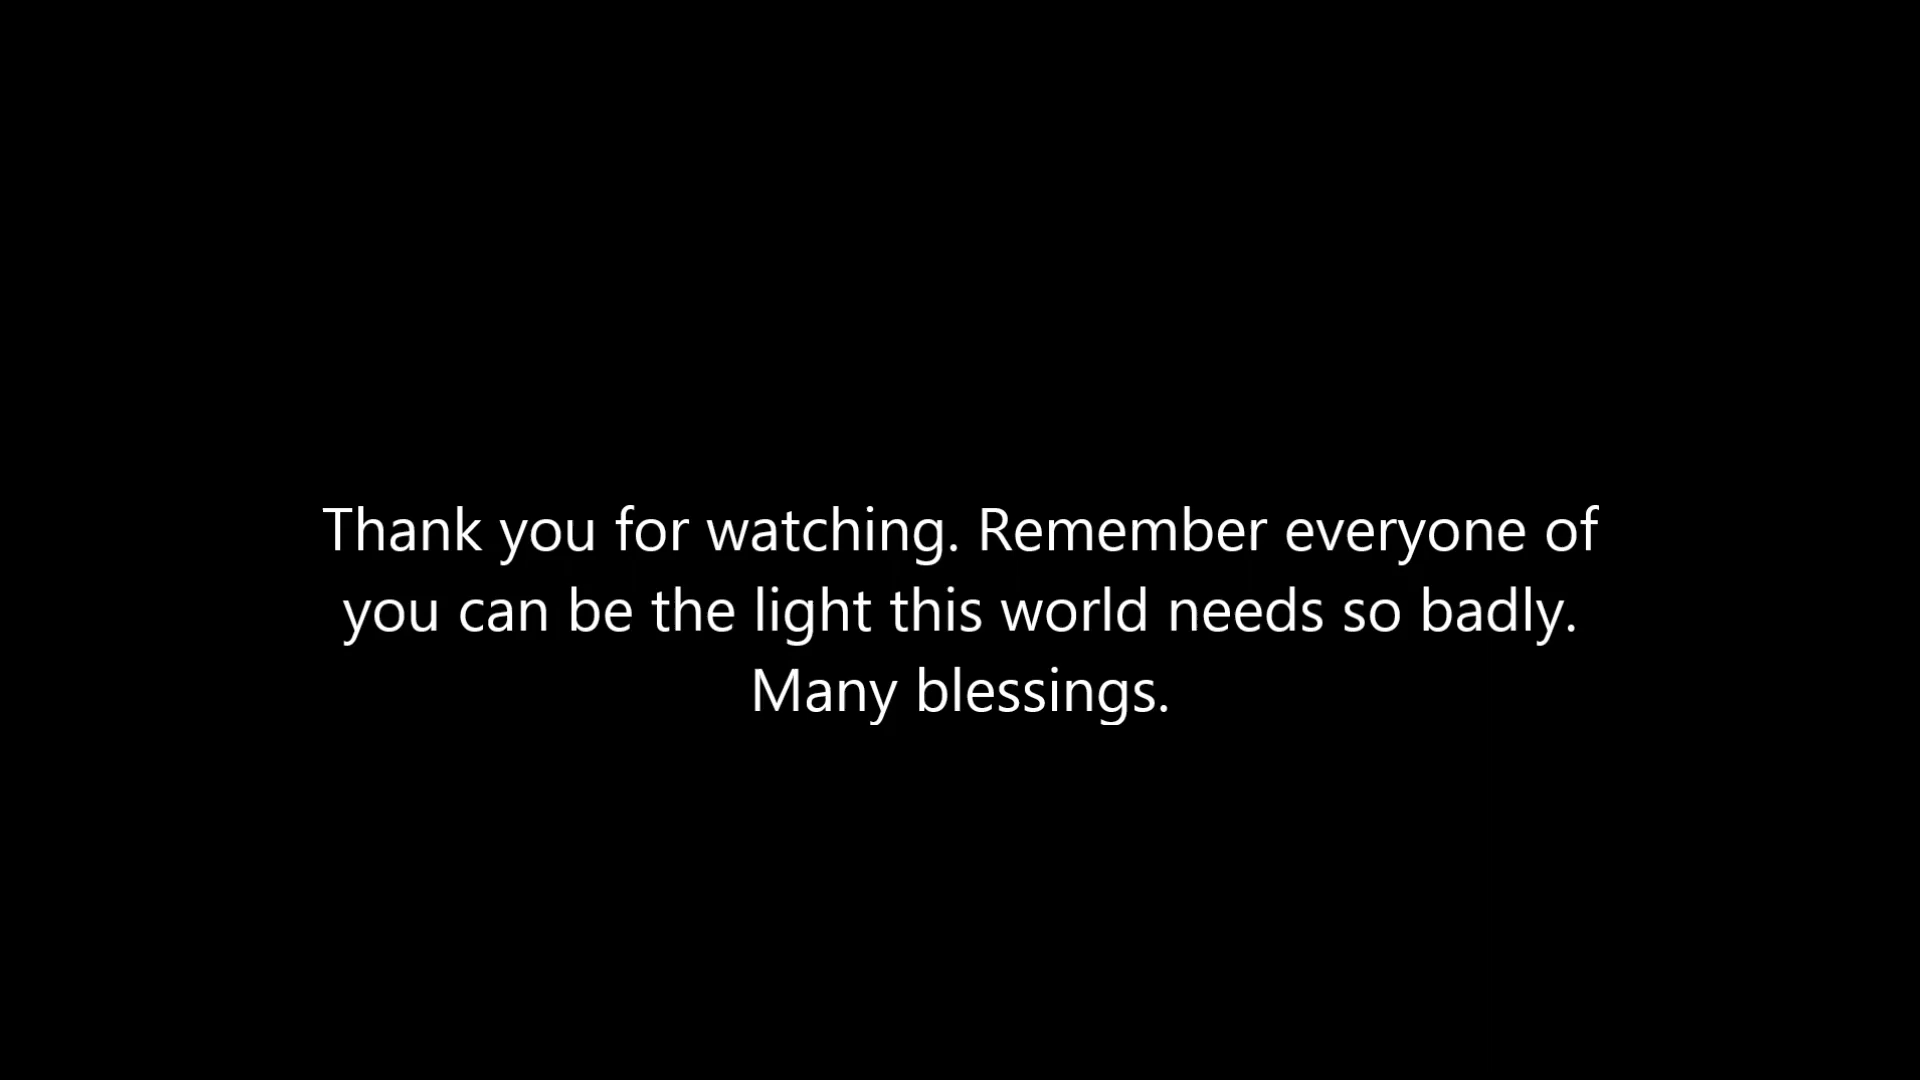 Thank you for watching. Remember everyone of
you can be the light this world needs so badly.
Many blessings.